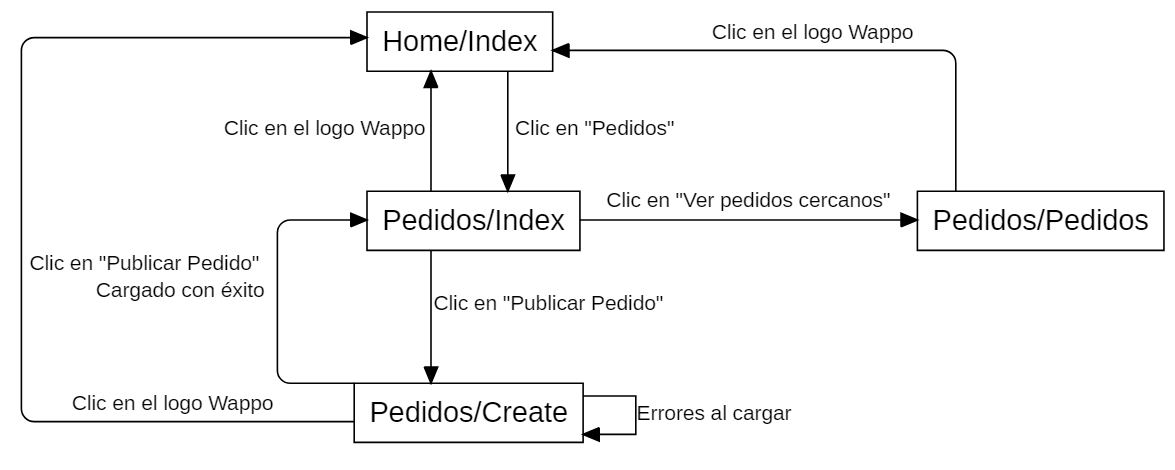 Home/Index
Clic en el logo Wappo
Clic en el logo Wappo
Clic en "Pedidos"
Pedidos/Index
Clic en "Ver pedidos cercanos"
Pedidos/Pedidos
Clic en "Publicar Pedido"
Cargado con éxito
Clic en "Publicar Pedido"
Clic en el logo Wappo
Pedidos/Create
Errores al cargar